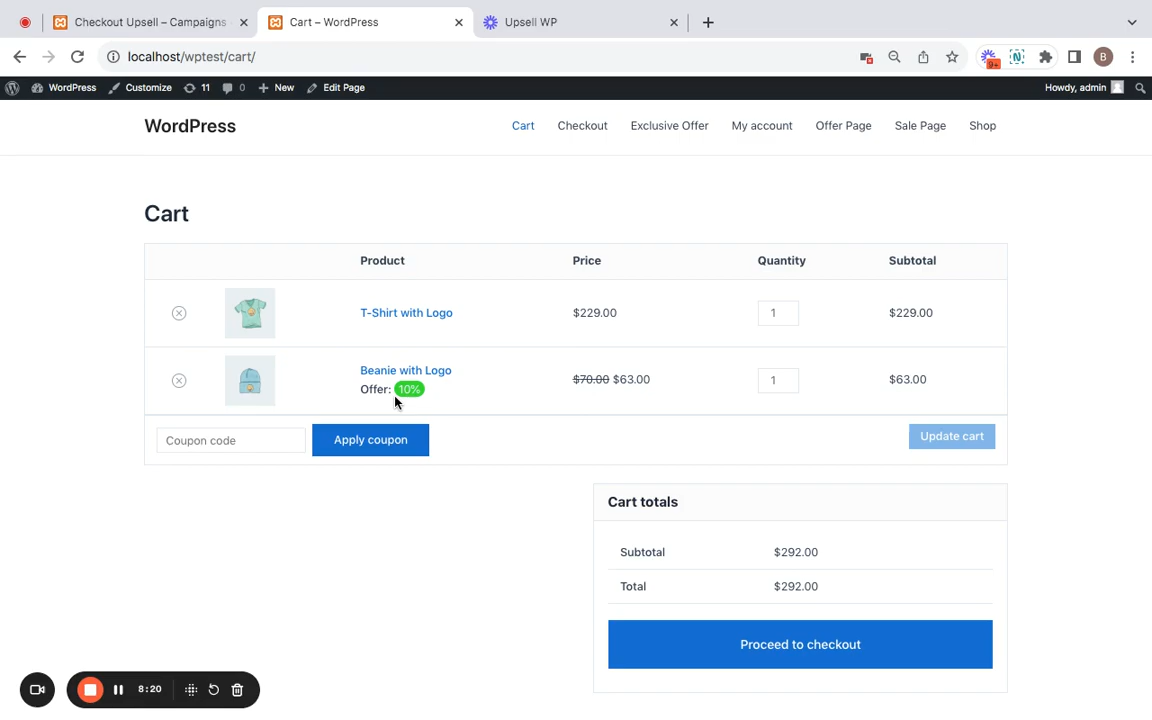 Checkout Upsell – Campaigns
Cart – WordPress
Upsell WP
localhost/wptest/cart/
9+
N
B
WordPress
Customize
11
0
New
Edit Page
Howdy, admin
WordPress
Cart
Checkout
Exclusive Offer
My account
Offer Page
Sale Page
Shop
Cart
Product
Price
Quantity
Subtotal
T-Shirt with Logo
$229.00
1
$229.00
Beanie with Logo
Offer: 10%
$70.00 $63.00
1
$63.00
Coupon code
Apply coupon
Update cart
Cart totals
Subtotal
$292.00
Total
$292.00
Proceed to checkout
8:20